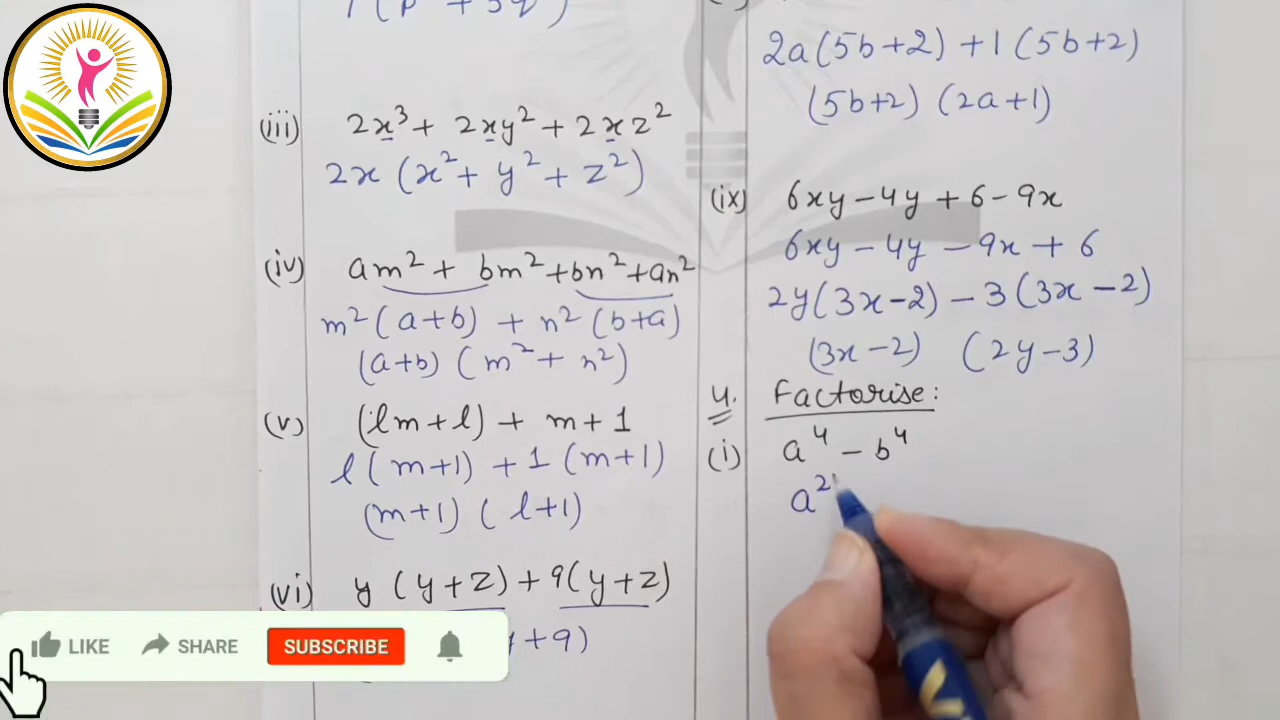 (iii) 2x³ + 2xy² + 2xz²
2x (x² + y² + z²)
(iv) am² + bm² + bn² + an²
m² (a+b) + n² (b+a)
(a+b) (m² + n²)
(v) (lm + l) + m + 1
l (m+1) + 1 (m+1)
(m+1) (l+1)
(vi) y (y+z) + 9 (y+z)
+9)
2a (5b+2) + 1 (5b+2)
(5b+2) (2a+1)
(ix) 6xy - 4y + 6 - 9x
6xy - 4y - 9x + 6
2y (3x-2) - 3 (3x-2)
(3x-2) (2y-3)
4. Factorise:
(i) a⁴ - b⁴
a²
LIKE SHARE SUBSCRIBE